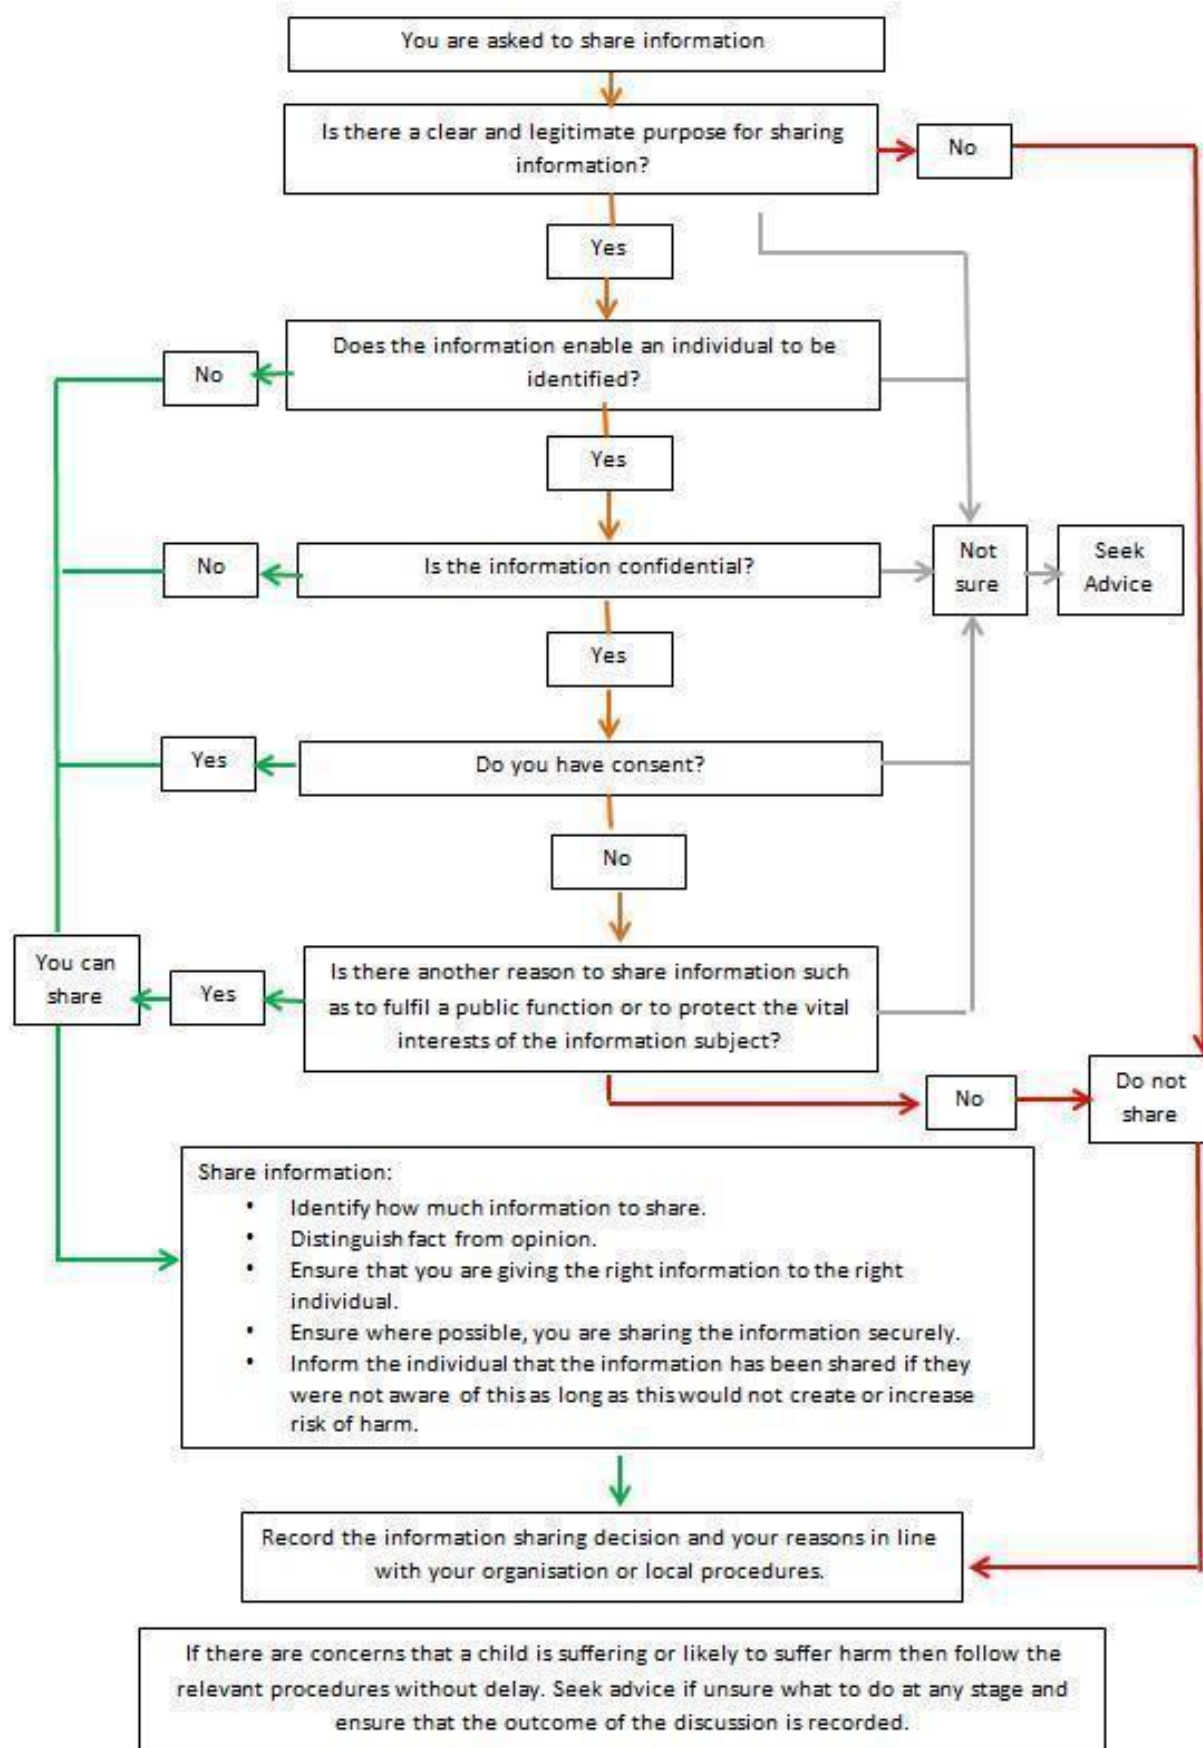 You are asked to share information
Is there a clear and legitimate purpose for sharing
information?
No
Yes
Does the information enable an individual to be
identified?
No
Yes
Is the information confidential?
No
Not
sure
Seek
Advice
Yes
Do you have consent?
Yes
No
You can
share
Yes
Is there another reason to share information such
as to fulfil a public function or to protect the vital
interests of the information subject?
No
Do not
share
Share information:
• Identify how much information to share.
• Distinguish fact from opinion.
• Ensure that you are giving the right information to the right
individual.
• Ensure where possible, you are sharing the information securely.
• Inform the individual that the information has been shared if they
were not aware of this as long as this would not create or increase
risk of harm.
Record the information sharing decision and your reasons in line
with your organisation or local procedures.
If there are concerns that a child is suffering or likely to suffer harm then follow the
relevant procedures without delay. Seek advice if unsure what to do at any stage and
ensure that the outcome of the discussion is recorded.